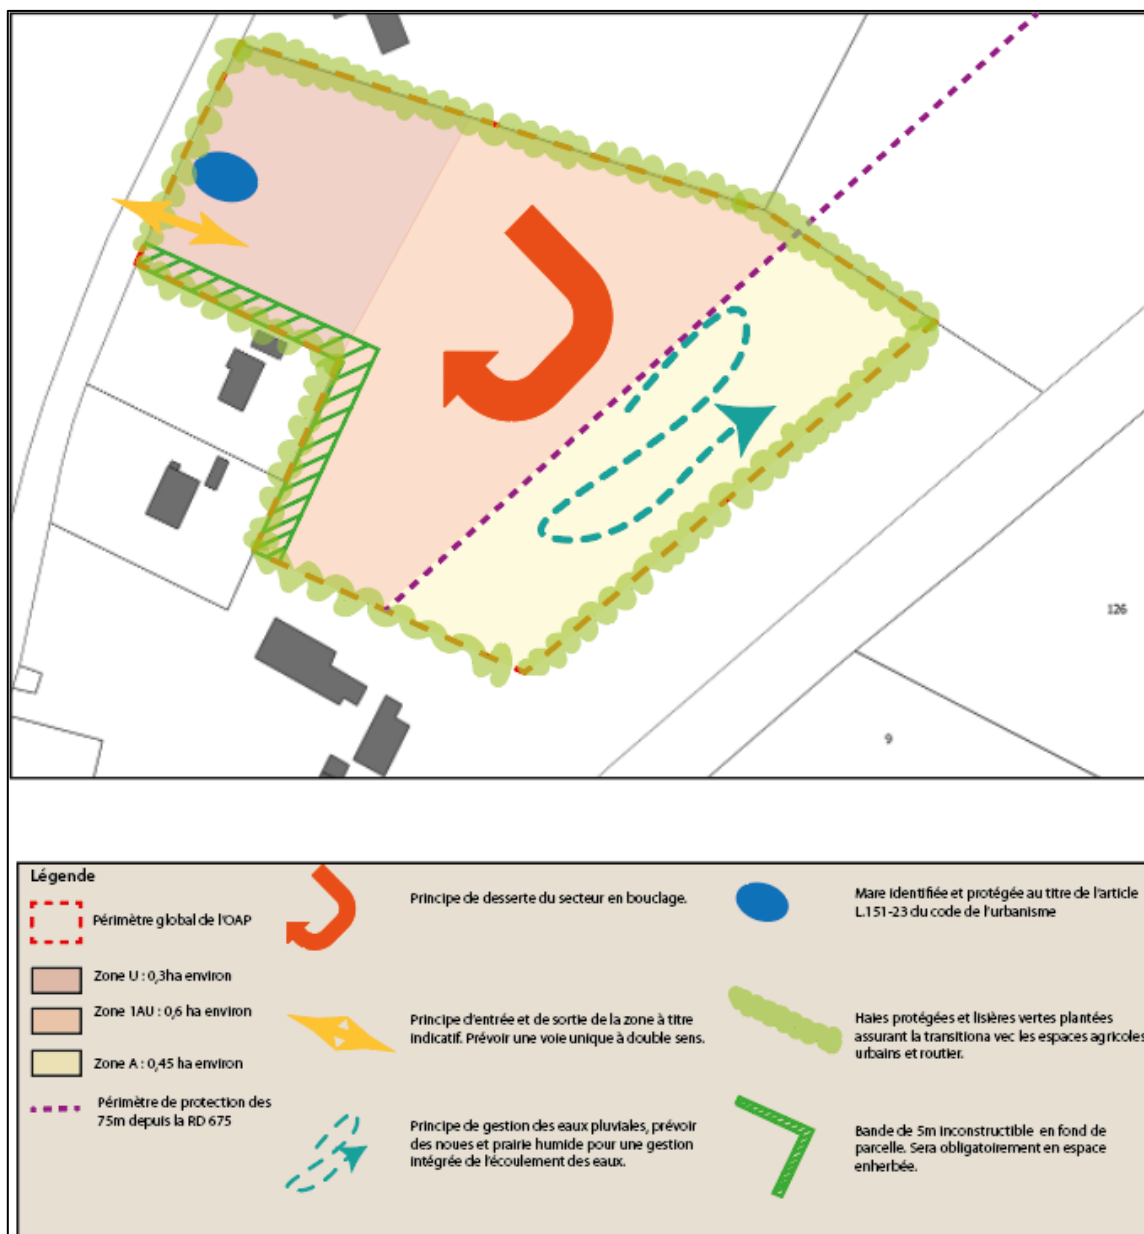 126
9
Légende
Périmètre global de l'OAP
Zone U : 0,3ha environ
Zone 1AU : 0,6 ha environ
Zone A : 0,45 ha environ
Périmètre de protection des
75m depuis la RD 675
Principe de desserte du secteur en bouclage.
Principe d'entrée et de sortie de la zone à titre
indicatif. Prévoir une voie unique à double sens.
Principe de gestion des eaux pluviales, prévoir
des noues et prairie humide pour une gestion
intégrée de l'écoulement des eaux.
Mare identifiée et protégée au titre de l'article
L.151-23 du code de l'urbanisme
Haies protégées et lisières vertes plantées
assurant la transitiona vec les espaces agricoles
urbains et routier.
Bande de 5m inconstructible en fond de
parcelle. Sera obligatoirement en espace
enherbée.